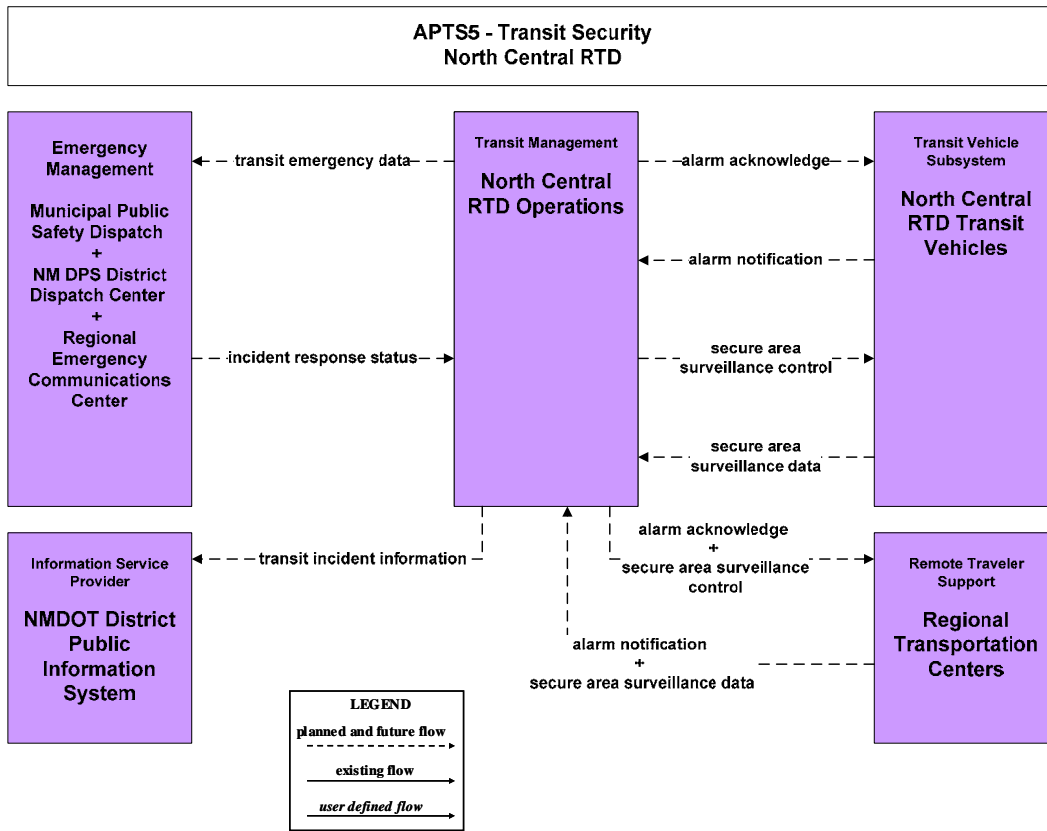 APTS5 - Transit Security
North Central RTD
Emergency
Management
Municipal Public
Safety Dispatch
+
NM DPS District
Dispatch Center
+
Regional
Emergency
Communications
Center
transit emergency data
incident response status
Transit Management
North Central
RTD Operations
alarm acknowledge
alarm notification
secure area
surveillance control
secure area
surveillance data
Transit Vehicle
Subsystem
North Central
RTD Transit
Vehicles
Information Service
Provider
NMDOT District
Public
Information
System
transit incident information
alarm acknowledge
+
secure area surveillance
control
alarm notification
+
secure area surveillance data
Remote Traveler
Support
Regional
Transportation
Centers
LEGEND
planned and future flow
existing flow
user defined flow